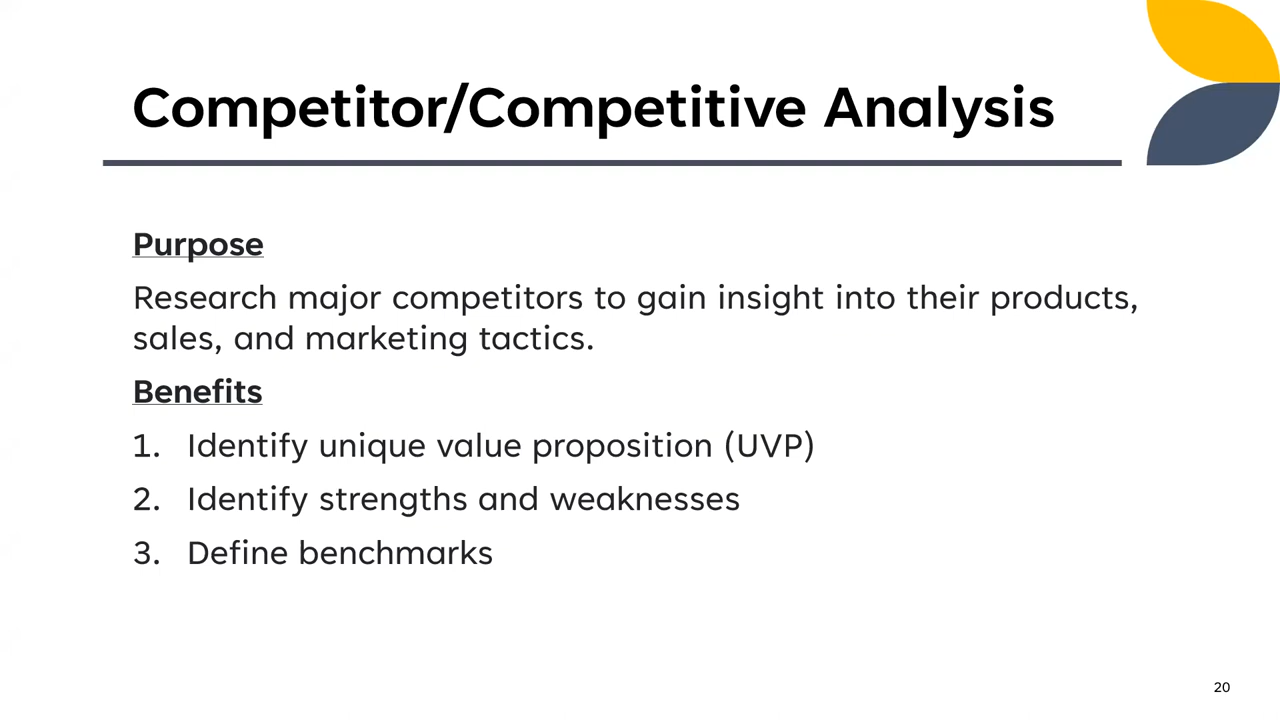 Competitor/Competitive Analysis
Purpose
Research major competitors to gain insight into their products,
sales, and marketing tactics.
Benefits
1. Identify unique value proposition (UVP)
2. Identify strengths and weaknesses
3. Define benchmarks
20